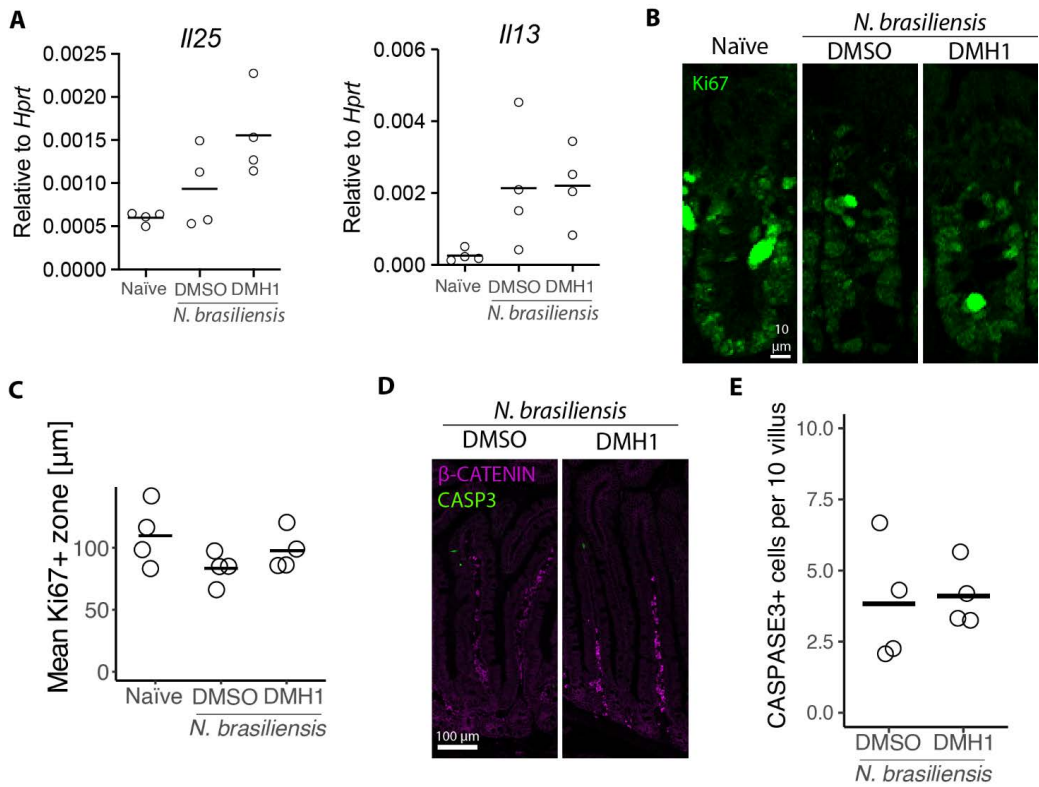 A
Il25
Relative to Hprt
0.0025
0.0020
0.0015
0.0010
0.0005
0.0000
Naïve DMSO DMH1
N. brasiliensis
Il13
Relative to Hprt
0.006
0.004
0.002
0.000
Naïve DMSO DMH1
N. brasiliensis
B
N. brasiliensis
Naïve DMSO DMH1
Ki67
10
µm
C
Mean Ki67+ zone [µm]
100
50
0
Naïve DMSO DMH1
N. brasiliensis
D
N. brasiliensis
DMSO DMH1
β-CATENIN
CASP3
100 µm
E
CASPASE3+ cells per 10 villus
10.0
7.5
5.0
2.5
0.0
DMSO DMH1
N. brasiliensis